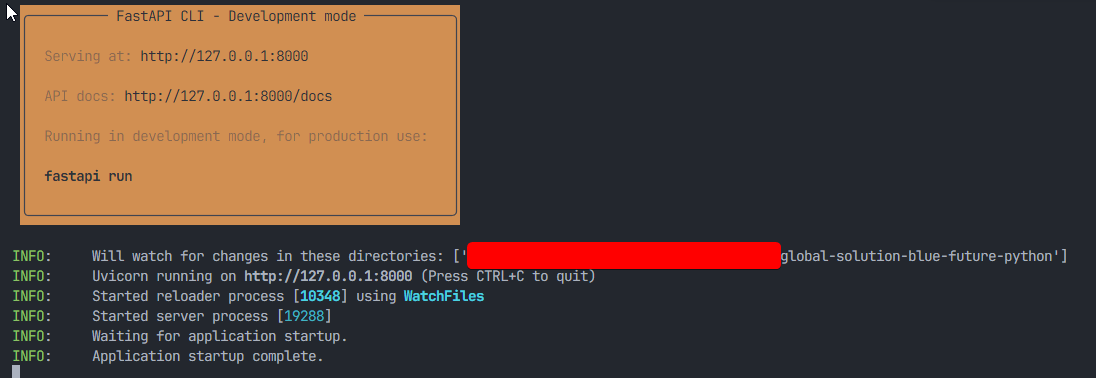 FastAPI CLI - Development mode
Serving at: http://127.0.0.1:8000
API docs: http://127.0.0.1:8000/docs
Running in development mode, for production use:
fastapi run
INFO:     Will watch for changes in these directories: ['global-solution-blue-future-python']
INFO:     Uvicorn running on http://127.0.0.1:8000 (Press CTRL+C to quit)
INFO:     Started reloader process [10348] using WatchFiles
INFO:     Started server process [19288]
INFO:     Waiting for application startup.
INFO:     Application startup complete.